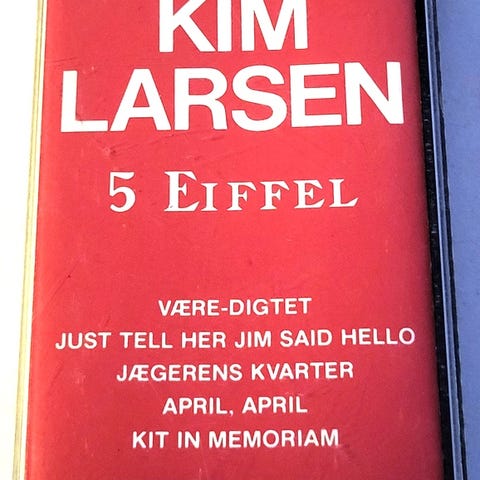 KIM
LARSEN
5 EIFFEL
VÆRE-DIGTET
JUST TELL HER JIM SAID HELLO
JÆGERENS KVARTER
APRIL, APRIL
KIT IN MEMORIAM